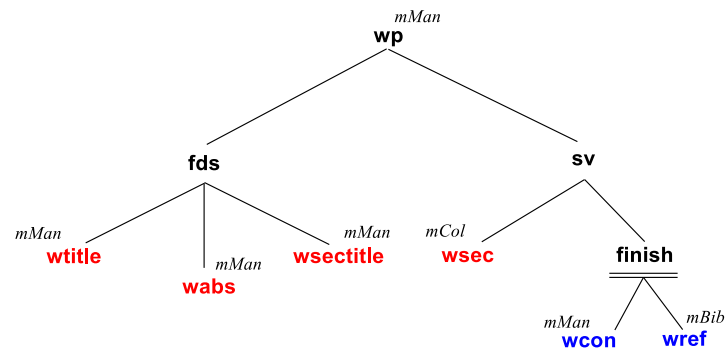 mMan
wp
fds
sv
mMan
mMan
mCol
wtitle
wsectitle
wsec
finish
mMan
wabs
mMan
mBib
wcon
wref